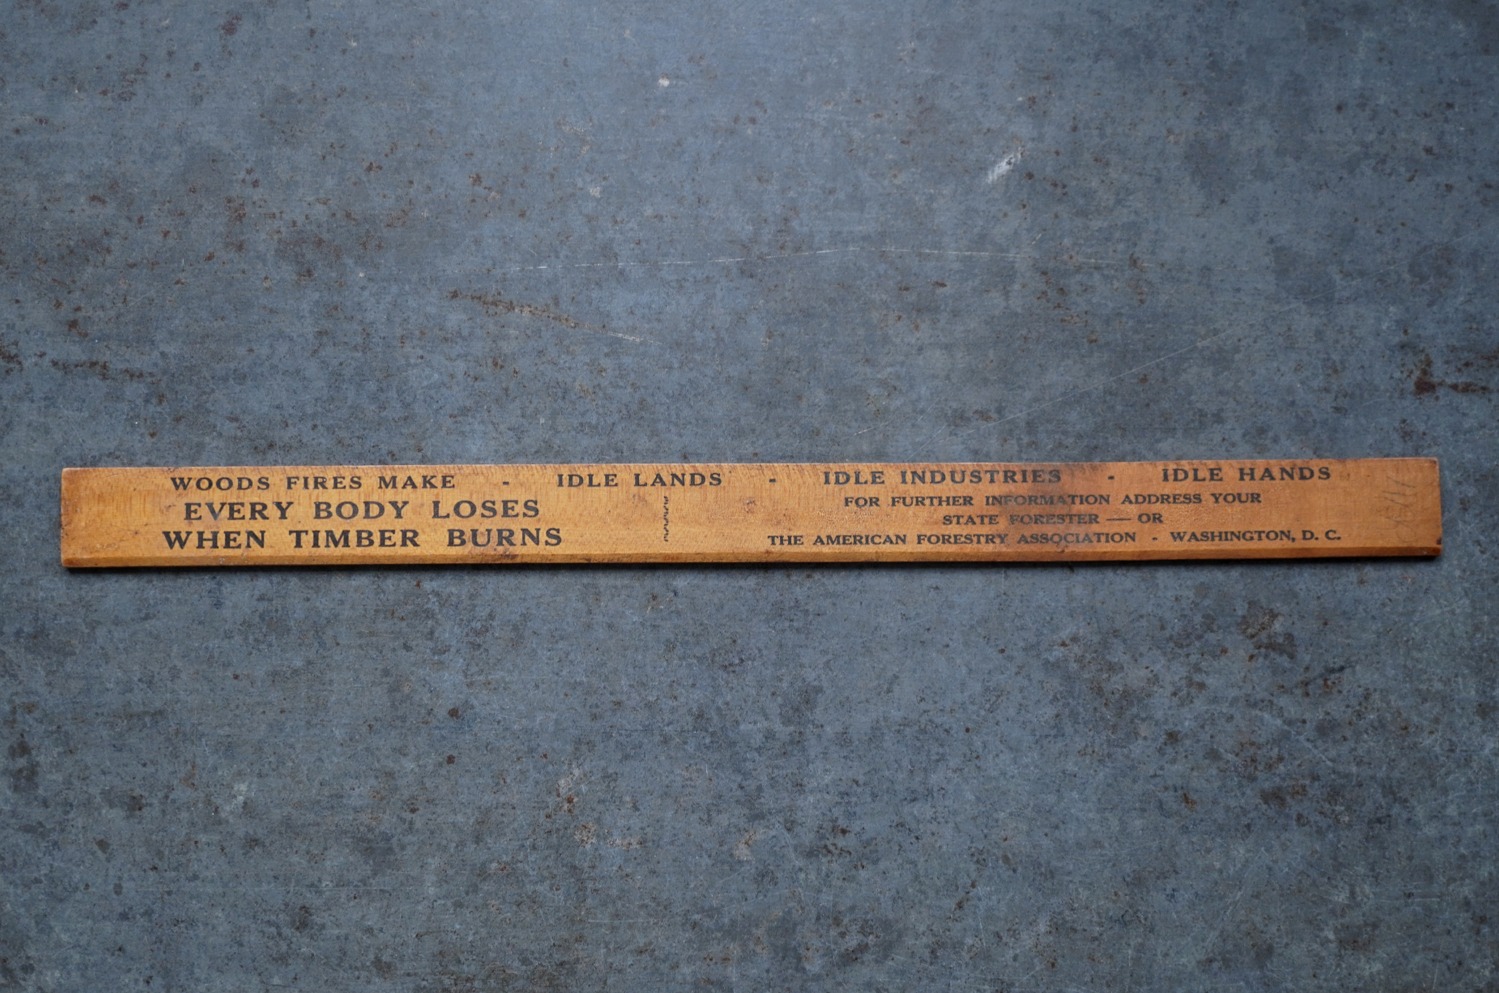 WOODS FIRES MAKE - IDLE LANDS - IDLE INDUSTRIES - IDLE HANDS
EVERY BODY LOSES
WHEN TIMBER BURNS
FOR FURTHER INFORMATION ADDRESS YOUR
STATE FORESTER — OR
THE AMERICAN FORESTRY ASSOCIATION - WASHINGTON, D. C.